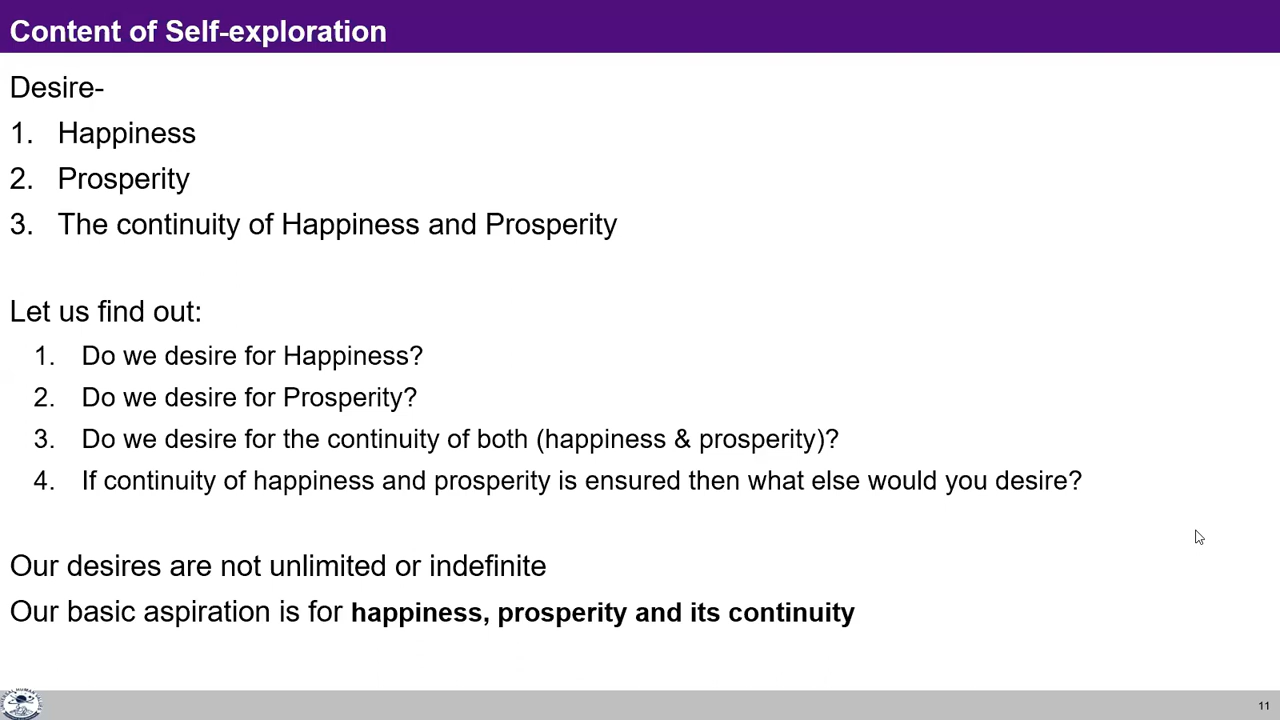 Content of Self-exploration
Desire-
1. Happiness
2. Prosperity
3. The continuity of Happiness and Prosperity
Let us find out:
1. Do we desire for Happiness?
2. Do we desire for Prosperity?
3. Do we desire for the continuity of both (happiness & prosperity)?
4. If continuity of happiness and prosperity is ensured then what else would you desire?
Our desires are not unlimited or indefinite
Our basic aspiration is for happiness, prosperity and its continuity
11